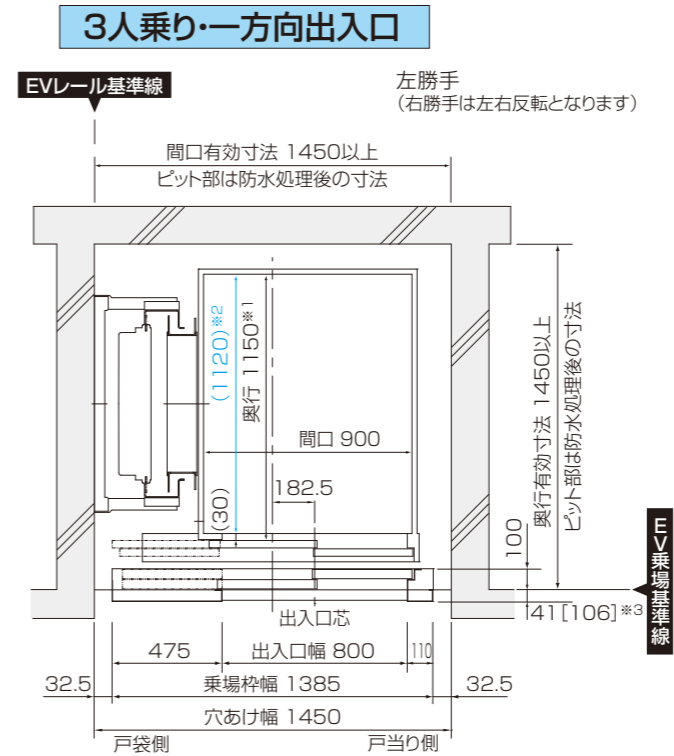 3人乗り・一方向出入口
EVレール基準線
左勝手
（右勝手は左右反転となります）
間口有効寸法 1450以上
ピット部は防水処理後の寸法
(1120)※2
奥行 1150※1
間口 900
182.5
(30)
奥行有効寸法 1450以上
ピット部は防水処理後の寸法
100
EV乗場基準線
41[106]※3
出入口芯
475
出入口幅 800
110
32.5
乗場枠幅 1385
32.5
穴あけ幅 1450
戸袋側
戸当り側